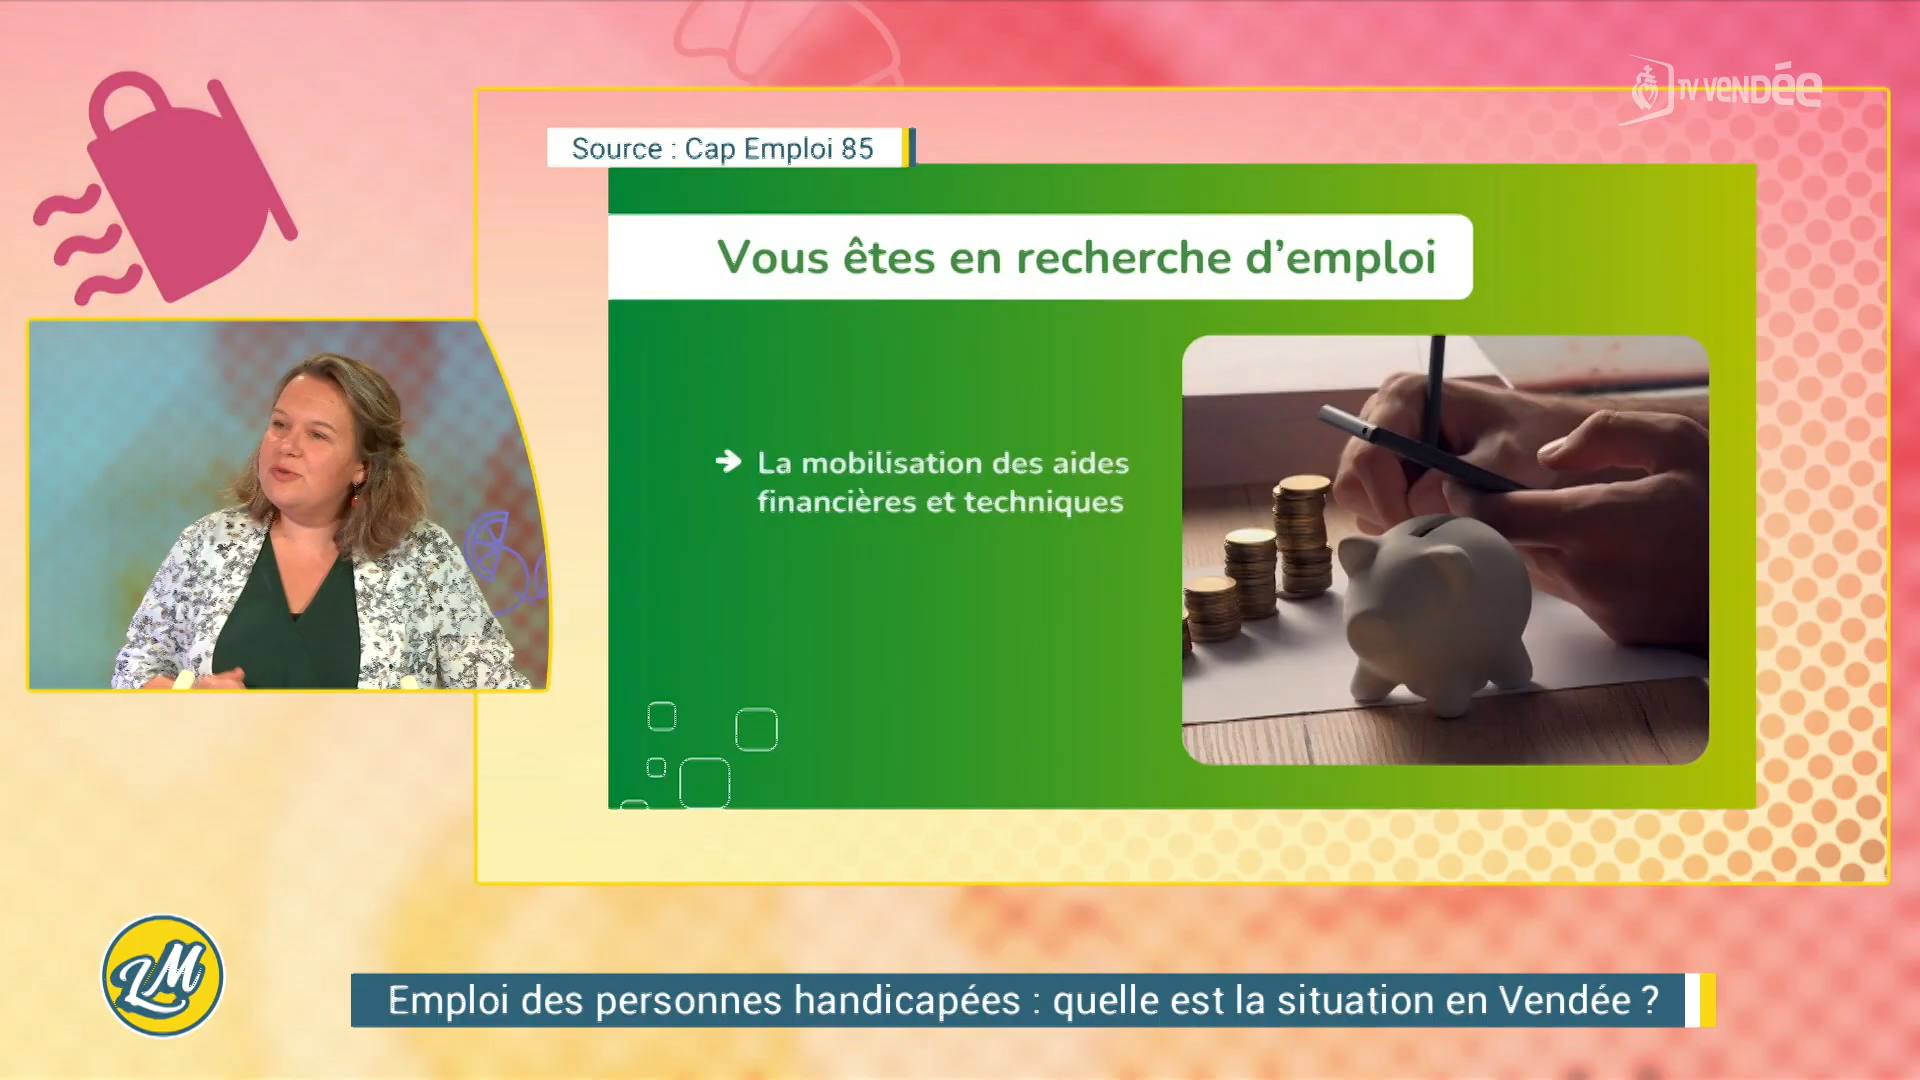 TV VENDÉE
Source : Cap Emploi 85
Vous êtes en recherche d'emploi
→ La mobilisation des aides
financières et techniques
LM
Emploi des personnes handicapées : quelle est la situation en Vendée ?